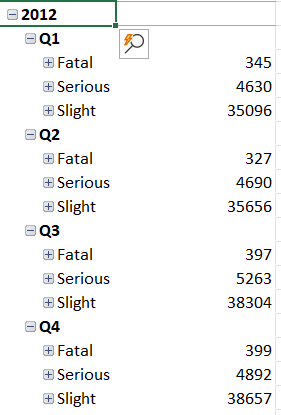 2012
Q1
Fatal 345
Serious 4630
Slight 35096
Q2
Fatal 327
Serious 4690
Slight 35656
Q3
Fatal 397
Serious 5263
Slight 38304
Q4
Fatal 399
Serious 4892
Slight 38657